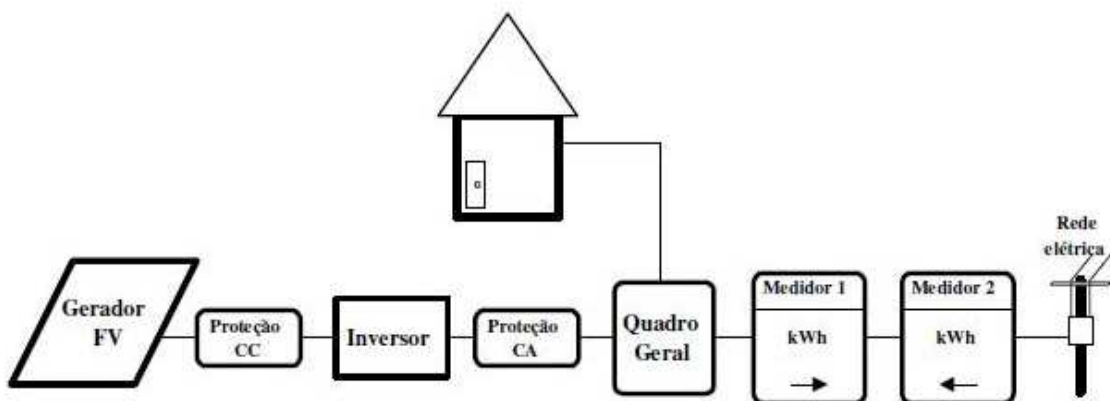 Rede
elétrica
Gerador
FV
Proteção
CC
Inversor
Proteção
CA
Quadro
Geral
Medidor 1
kWh
Medidor 2
kWh